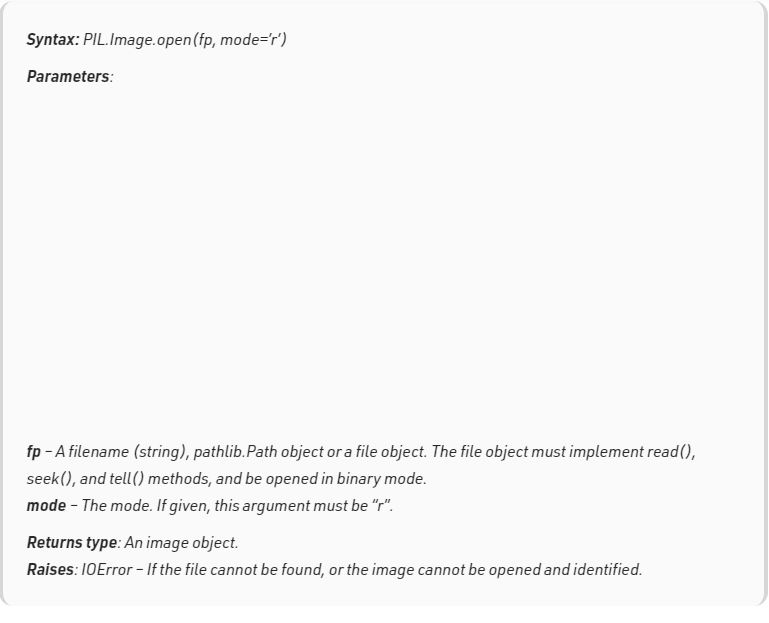 Syntax: PIL.Image.open(fp, mode=’r’)
Parameters:
fp – A filename (string), pathlib.Path object or a file object. The file object must implement read(),
seek(), and tell() methods, and be opened in binary mode.
mode – The mode. If given, this argument must be “r”.
Returns type: An image object.
Raises: IOError – If the file cannot be found, or the image cannot be opened and identified.